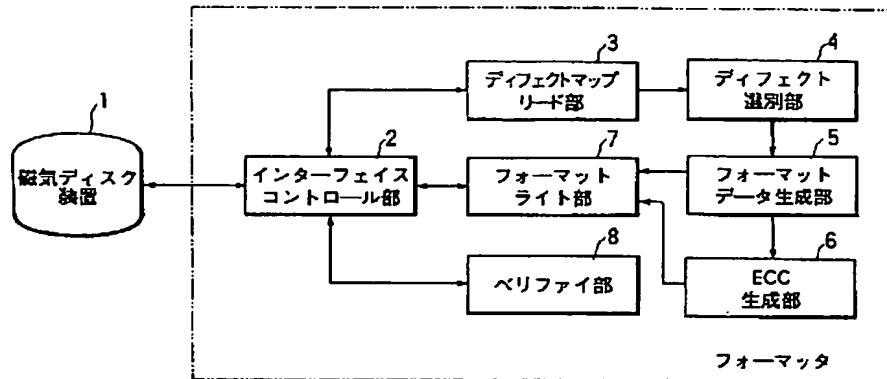 1
磁気ディスク
装置
2
インターフェイス
コントロール部
3
ディフェクトマップ
リード部
4
ディフェクト
選別部
7
フォーマット
ライト部
5
フォーマット
データ生成部
8
ベリファイ部
6
ECC
生成部
フォーマッタ